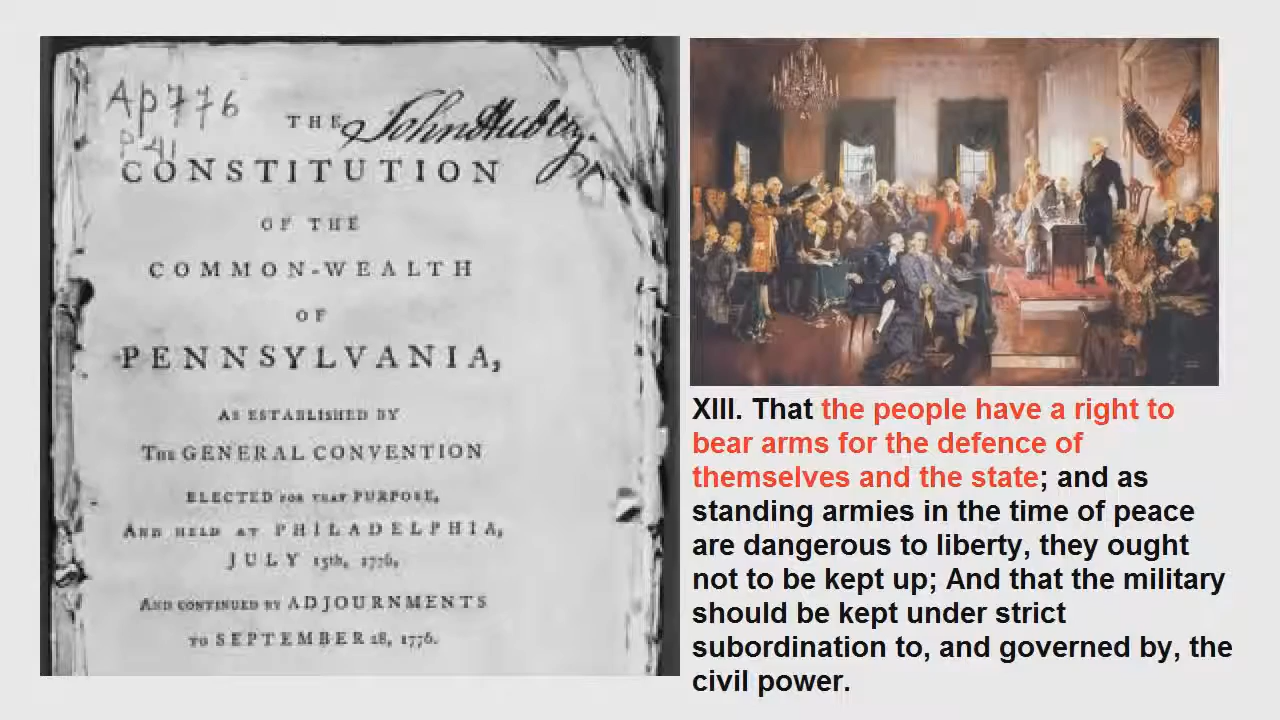 Ap776
P41
THE John Hubley.
CONSTITUTION
OF THE
COMMON-WEALTH
OF
PENNSYLVANIA,
AS ESTABLISHED BY
THE GENERAL CONVENTION
ELECTED FOR THAT PURPOSE,
AND HELD AT PHILADELPHIA,
JULY 15th, 1776,
AND CONTINUED BY ADJOURNMENTS
TO SEPTEMBER 28, 1776.
XIII. That the people have a right to
bear arms for the defence of
themselves and the state; and as
standing armies in the time of peace
are dangerous to liberty, they ought
not to be kept up; And that the military
should be kept under strict
subordination to, and governed by, the
civil power.